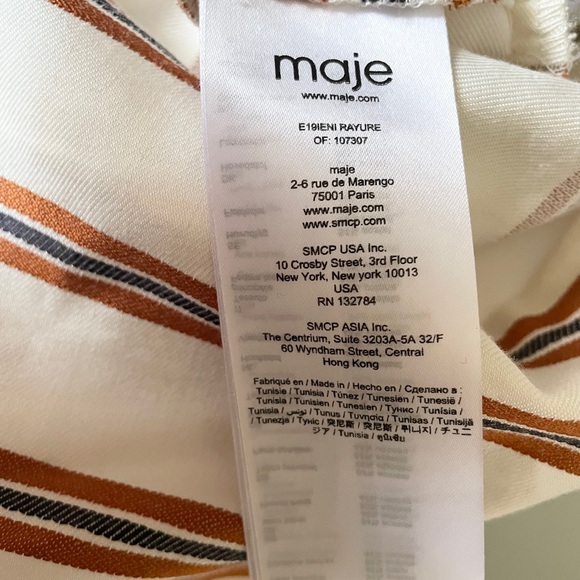 maje
www.maje.com
E19IENI RAYURE
OF: 107307
maje
2-6 rue de Marengo
75001 Paris
www.maje.com
www.smcp.com
SMCP USA Inc.
10 Crosby Street, 3rd Floor
New York, New york 10013
USA
RN 132784
SMCP ASIA Inc.
The Centrium, Suite 3203A-5A 32/F
60 Wyndham Street, Central
Hong Kong
Fabriqué en / Made in / Hecho en / Сделано в :
Tunisie / Tunisia / Túnez / Tunesien / Tunesië /
Tunisia / Tunisien / Tunesien / Тунис / Tunísia /
Tunisia / تونس / Tunus / Τυνησία / Tunisas / Tunisijā
/ Tunezja / Туніс / 突尼斯 / 突尼斯 / 튀니지 / チュニ
ジア / Tunisia / ตูนิเซีย